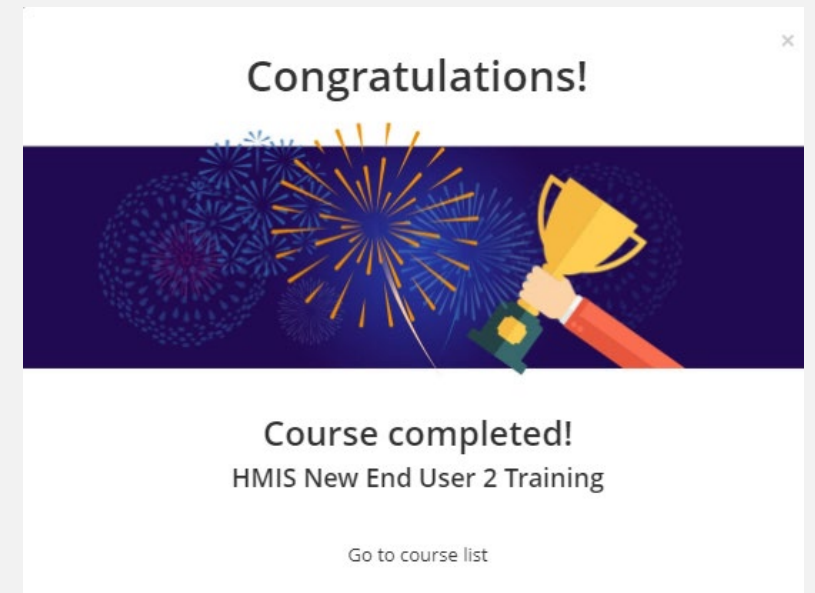 ×
Congratulations!
Course completed!
HMIS New End User 2 Training
Go to course list